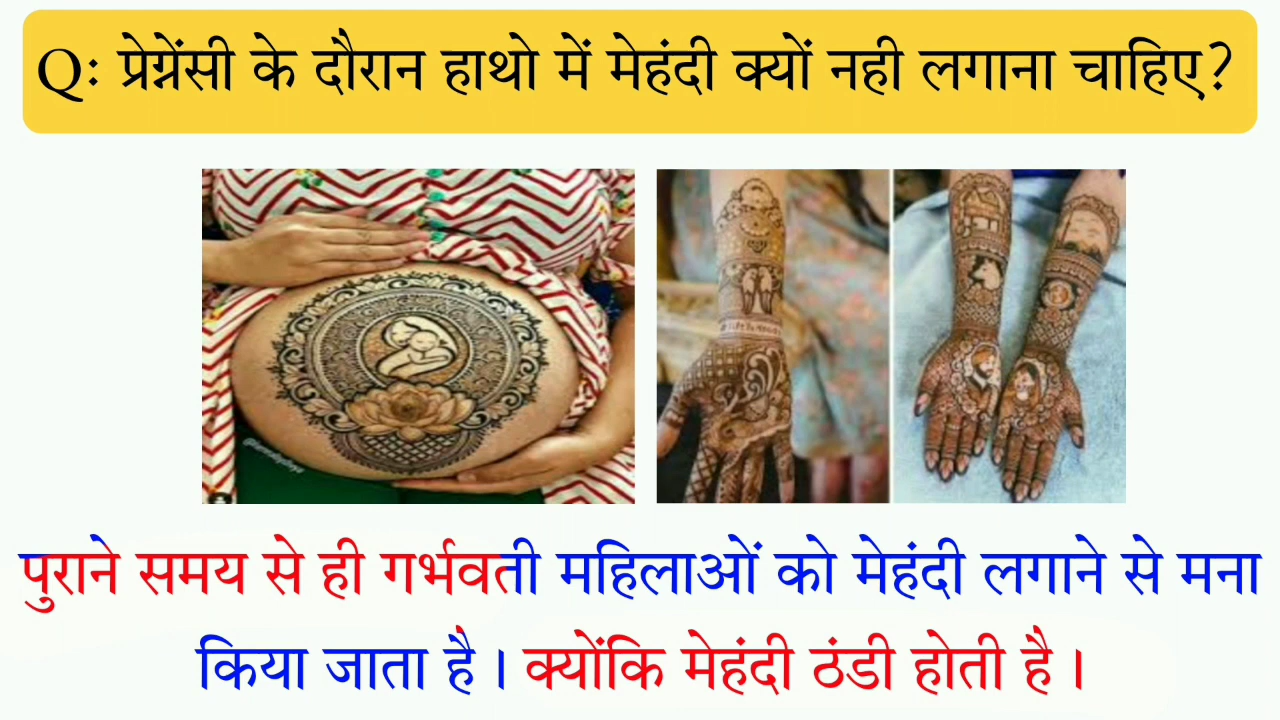 Q: प्रेग्नेंसी के दौरान हाथो में मेहंदी क्यों नही लगाना चाहिए?
पुराने समय से ही गर्भवती महिलाओं को मेहंदी लगाने से मना
किया जाता है। क्योंकि मेहंदी ठंडी होती है।